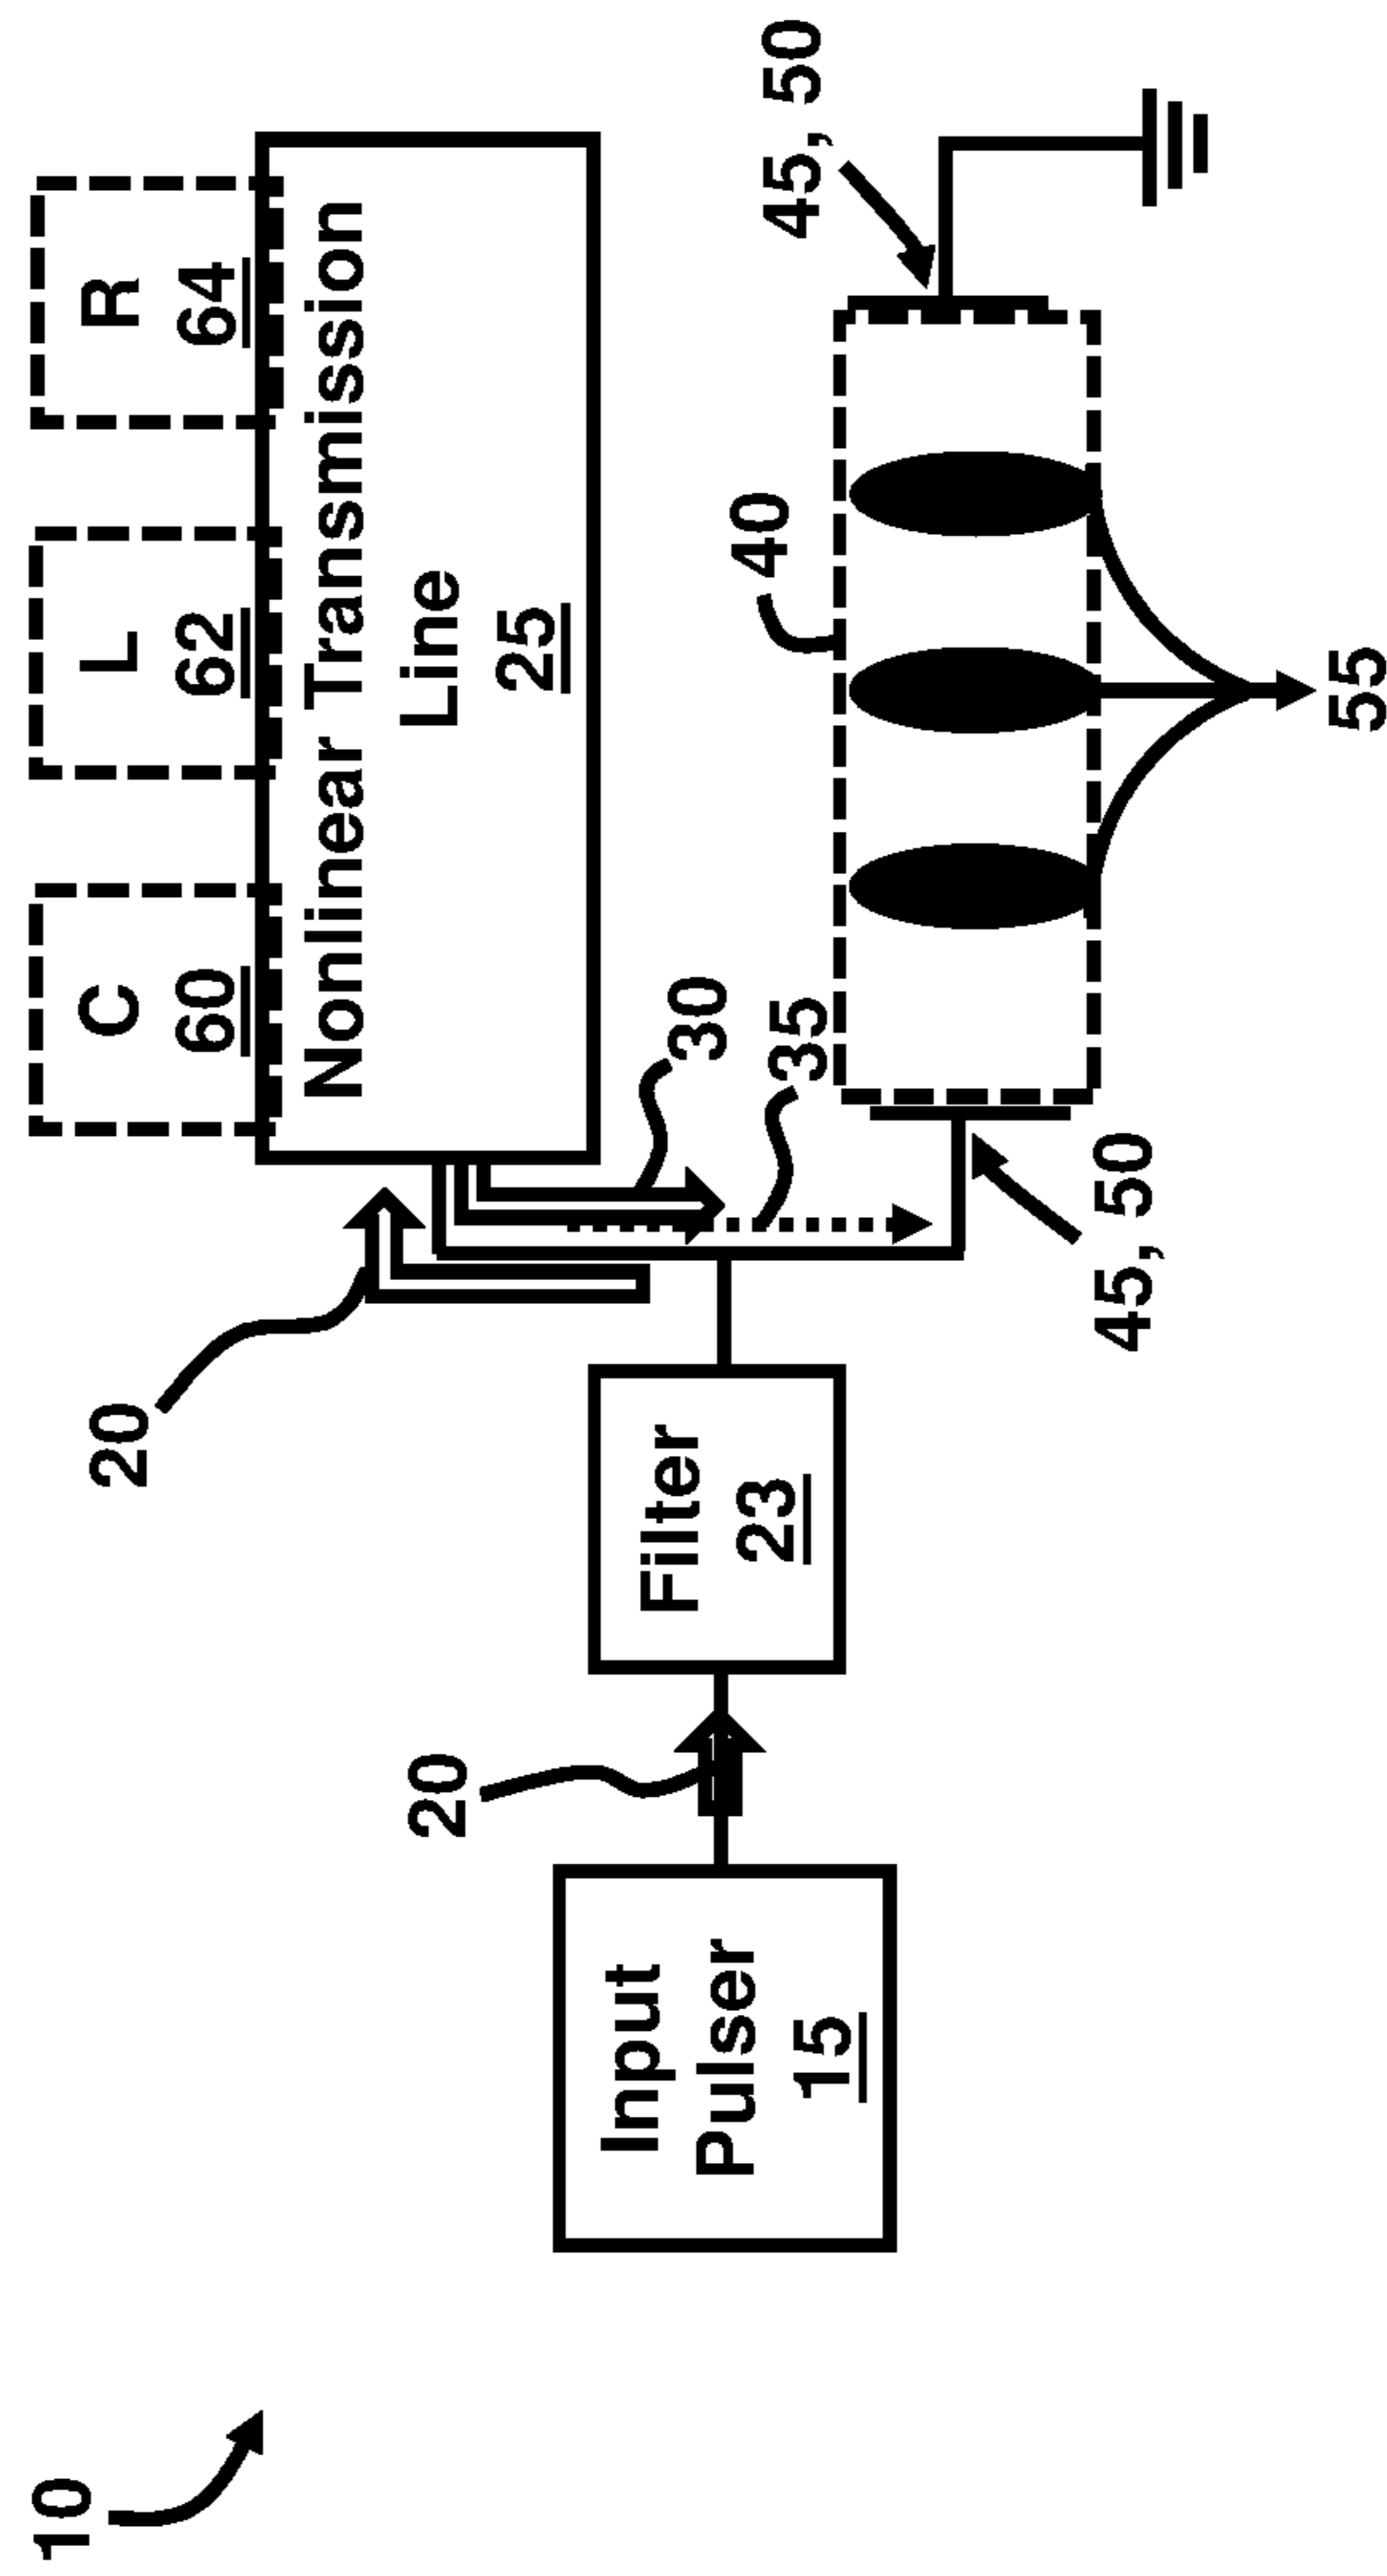 10
C
60
L
62
R
64
Nonlinear Transmission
Line
25
20
30
35
40
45, 50
20
Input
Pulser
15
Filter
23
45, 50
55